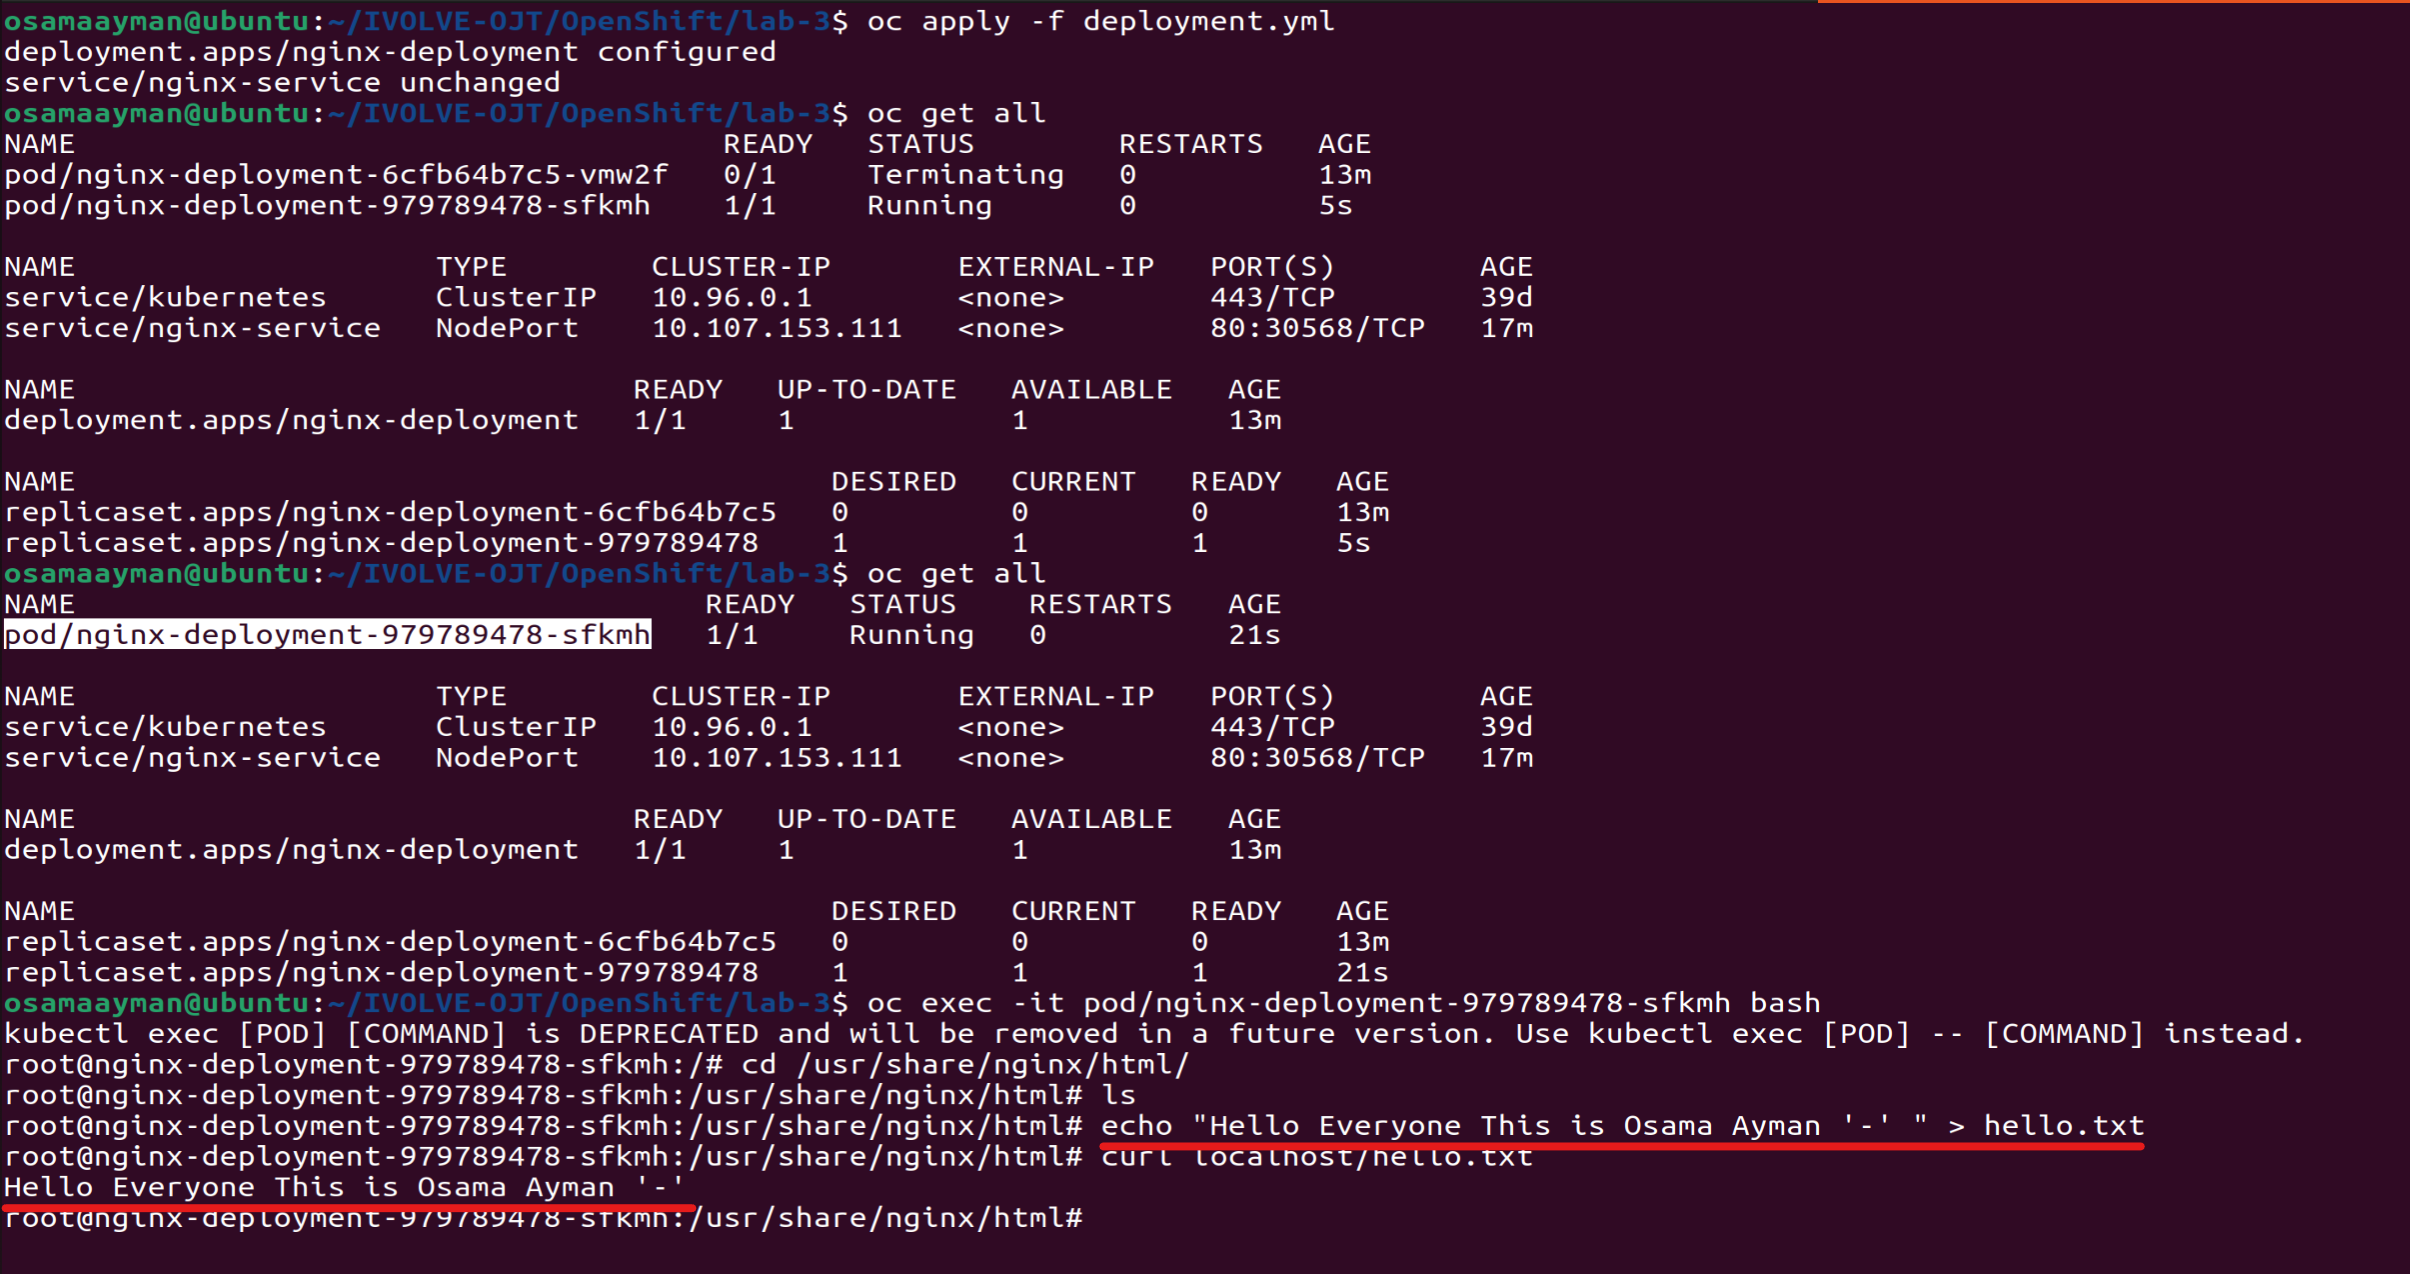 osamaayman@ubuntu:~/IVOLVE-OJT/OpenShift/lab-3$ oc apply -f deployment.yml
deployment.apps/nginx-deployment configured
service/nginx-service unchanged
osamaayman@ubuntu:~/IVOLVE-OJT/OpenShift/lab-3$ oc get all
NAME                                    READY   STATUS        RESTARTS   AGE
pod/nginx-deployment-6cfb64b7c5-vmw2f   0/1     Terminating   0          13m
pod/nginx-deployment-979789478-sfkmh    1/1     Running       0          5s

NAME                    TYPE        CLUSTER-IP       EXTERNAL-IP   PORT(S)        AGE
service/kubernetes      ClusterIP   10.96.0.1        <none>        443/TCP        39d
service/nginx-service   NodePort    10.107.153.111   <none>        80:30568/TCP   17m

NAME                               READY   UP-TO-DATE   AVAILABLE   AGE
deployment.apps/nginx-deployment   1/1     1            1           13m

NAME                                          DESIRED   CURRENT   READY   AGE
replicaset.apps/nginx-deployment-6cfb64b7c5   0         0         0       13m
replicaset.apps/nginx-deployment-979789478    1         1         1       5s
osamaayman@ubuntu:~/IVOLVE-OJT/OpenShift/lab-3$ oc get all
NAME                                   READY   STATUS    RESTARTS   AGE
pod/nginx-deployment-979789478-sfkmh   1/1     Running   0          21s

NAME                    TYPE        CLUSTER-IP       EXTERNAL-IP   PORT(S)        AGE
service/kubernetes      ClusterIP   10.96.0.1        <none>        443/TCP        39d
service/nginx-service   NodePort    10.107.153.111   <none>        80:30568/TCP   17m

NAME                               READY   UP-TO-DATE   AVAILABLE   AGE
deployment.apps/nginx-deployment   1/1     1            1           13m

NAME                                          DESIRED   CURRENT   READY   AGE
replicaset.apps/nginx-deployment-6cfb64b7c5   0         0         0       13m
replicaset.apps/nginx-deployment-979789478    1         1         1       21s
osamaayman@ubuntu:~/IVOLVE-OJT/OpenShift/lab-3$ oc exec -it pod/nginx-deployment-979789478-sfkmh bash
kubectl exec [POD] [COMMAND] is DEPRECATED and will be removed in a future version. Use kubectl exec [POD] -- [COMMAND] instead.
root@nginx-deployment-979789478-sfkmh:/# cd /usr/share/nginx/html/
root@nginx-deployment-979789478-sfkmh:/usr/share/nginx/html# ls
root@nginx-deployment-979789478-sfkmh:/usr/share/nginx/html# echo "Hello Everyone This is Osama Ayman '-' " > hello.txt
root@nginx-deployment-979789478-sfkmh:/usr/share/nginx/html# curl localhost/hello.txt
Hello Everyone This is Osama Ayman '-'
root@nginx-deployment-979789478-sfkmh:/usr/share/nginx/html#